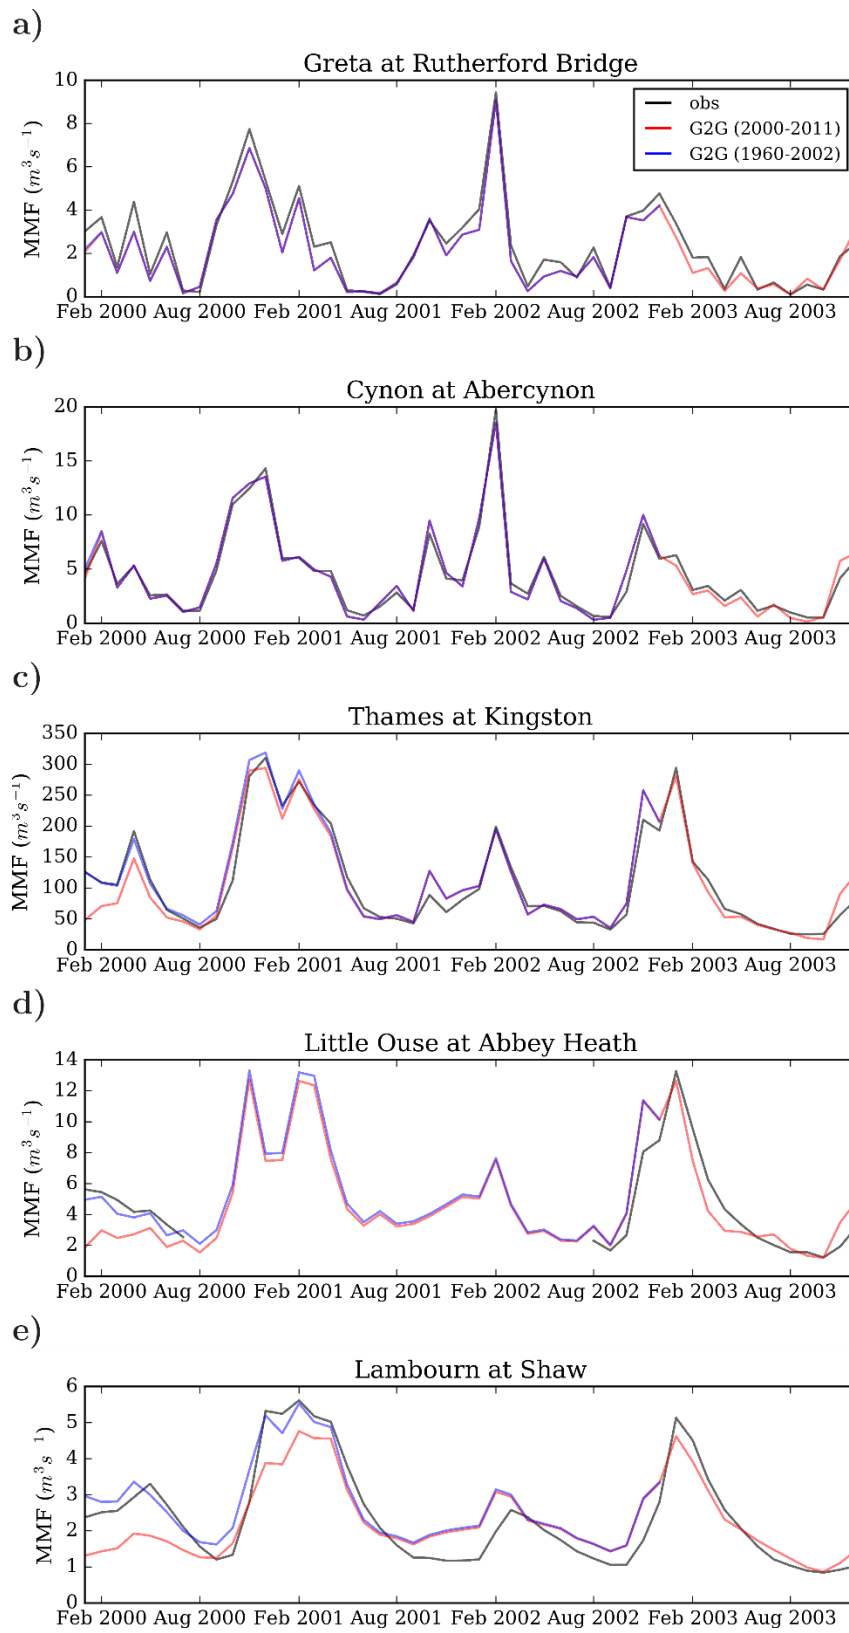 a)
Greta at Rutherford Bridge
10
8
6
4
2
0
MMF (m³s⁻¹)
obs
G2G (2000-2011)
G2G (1960-2002)
Feb 2000 Aug 2000 Feb 2001 Aug 2001 Feb 2002 Aug 2002 Feb 2003 Aug 2003
b)
Cynon at Abercynon
20
15
10
5
0
MMF (m³s⁻¹)
Feb 2000 Aug 2000 Feb 2001 Aug 2001 Feb 2002 Aug 2002 Feb 2003 Aug 2003
c)
Thames at Kingston
350
300
250
200
150
100
50
0
MMF (m³s⁻¹)
Feb 2000 Aug 2000 Feb 2001 Aug 2001 Feb 2002 Aug 2002 Feb 2003 Aug 2003
d)
Little Ouse at Abbey Heath
14
12
10
8
6
4
2
0
MMF (m³s⁻¹)
Feb 2000 Aug 2000 Feb 2001 Aug 2001 Feb 2002 Aug 2002 Feb 2003 Aug 2003
e)
Lambourn at Shaw
6
5
4
3
2
1
0
MMF (m³s ¹)
Feb 2000 Aug 2000 Feb 2001 Aug 2001 Feb 2002 Aug 2002 Feb 2003 Aug 2003